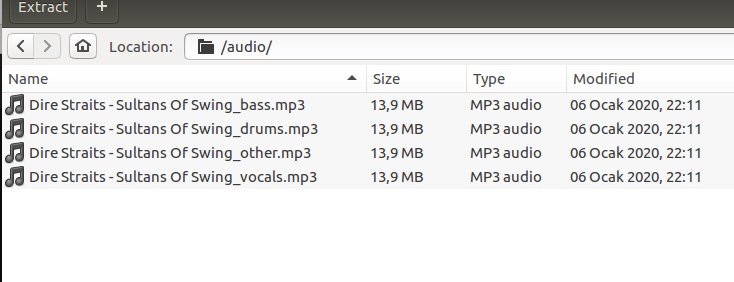 Extract +
Location: /audio/
Name Size Type Modified
Dire Straits - Sultans Of Swing_bass.mp3 13,9 MB MP3 audio 06 Ocak 2020, 22:11
Dire Straits - Sultans Of Swing_drums.mp3 13,9 MB MP3 audio 06 Ocak 2020, 22:11
Dire Straits - Sultans Of Swing_other.mp3 13,9 MB MP3 audio 06 Ocak 2020, 22:11
Dire Straits - Sultans Of Swing_vocals.mp3 13,9 MB MP3 audio 06 Ocak 2020, 22:11